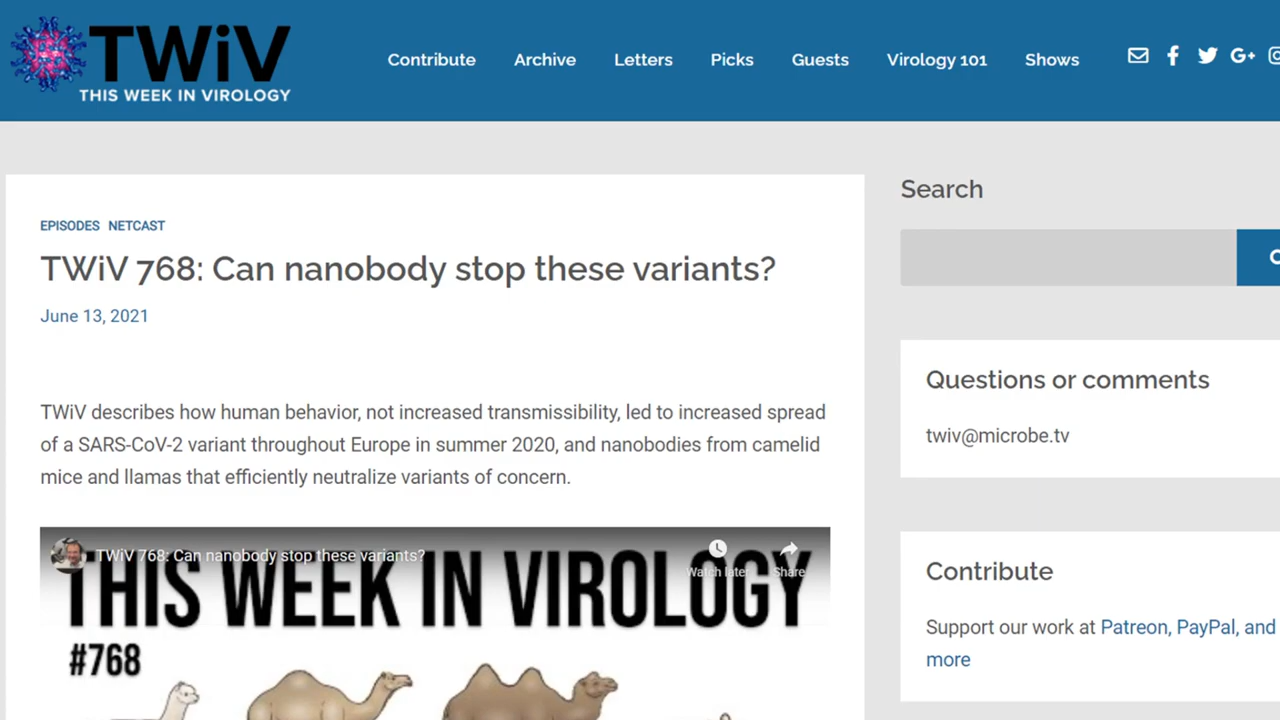 TWiV
THIS WEEK IN VIROLOGY
Contribute Archive Letters Picks Guests Virology 101 Shows
Search
EPISODES NETCAST
TWiV 768: Can nanobody stop these variants?
June 13, 2021
TWiV describes how human behavior, not increased transmissibility, led to increased spread
of a SARS-CoV-2 variant throughout Europe in summer 2020, and nanobodies from camelid
mice and llamas that efficiently neutralize variants of concern.
TWiV 768: Can nanobody stop these variants?
Watch later Share
THIS WEEK IN VIROLOGY
#768
Questions or comments
twiv@microbe.tv
Contribute
Support our work at Patreon, PayPal, and
more